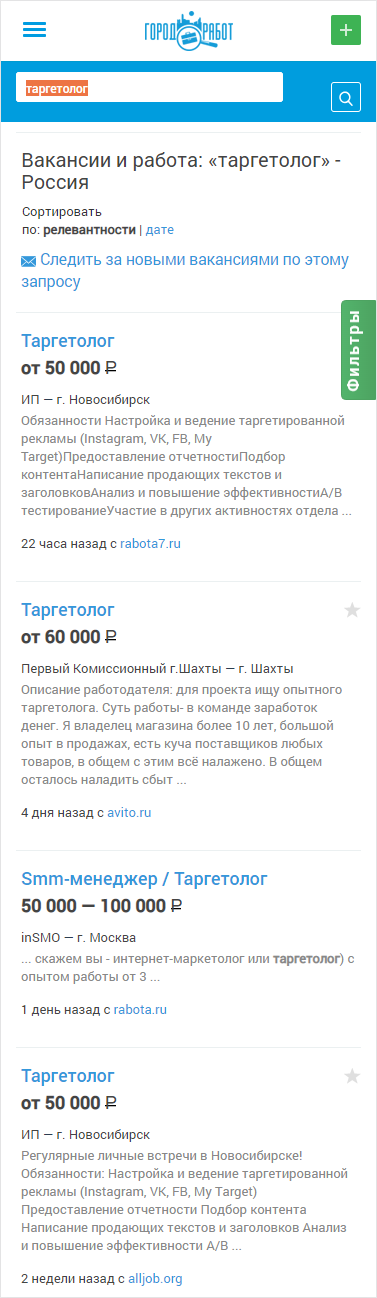 ГОРОД РАБОТ
таргетолог
Вакансии и работа: «таргетолог» -
Россия
Сортировать
по: релевантности | дате
Следить за новыми вакансиями по этому
запросу
Фильтры
Таргетолог
от 50 000 ₽
ИП — г. Новосибирск
Обязанности Настройка и ведение таргетированной
рекламы (Instagram, VK, FB, My
Target)Предоставление отчетностиПодбор
контентаНаписание продающих текстов и
заголовковАнализ и повышение эффективностиА/В
тестированиеУчастие в других активностях отдела ...
22 часа назад с rabota7.ru
Таргетолог
от 60 000 ₽
Первый Комиссионный г.Шахты — г. Шахты
Описание работодателя: для проекта ищу опытного
таргетолога. Суть работы- в команде заработок
денег. Я владелец магазина более 10 лет, большой
опыт в продажах, есть куча поставщиков любых
товаров, в общем с этим всё налажено. В общем
осталось наладить сбыт ...
4 дня назад с avito.ru
Smm-менеджер / Таргетолог
50 000 — 100 000 ₽
inSMO — г. Москва
... скажем вы - интернет-маркетолог или таргетолог) с
опытом работы от 3 ...
1 день назад с rabota.ru
Таргетолог
от 50 000 ₽
ИП — г. Новосибирск
Регулярные личные встречи в Новосибирске!
Обязанности: Настройка и ведение таргетированной
рекламы (Instagram, VK, FB, My Target)
Предоставление отчетности Подбор контента
Написание продающих текстов и заголовков Анализ
и повышение эффективности А/В ...
2 недели назад с alljob.org